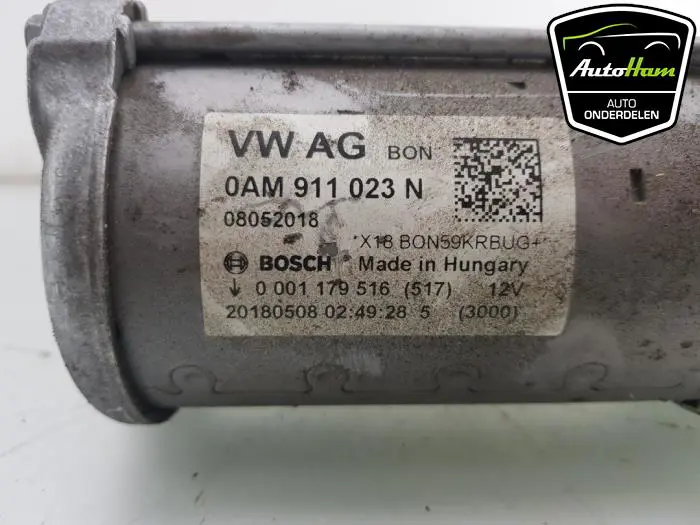 AutoHam
AUTO
ONDERDELEN
VW AG BON
0AM 911 023 N
08052018
*X18 BON59KRBUG+*
BOSCH Made in Hungary
0 001 179 516 (517) 12V
20180508 02:49:28 5 (3000)